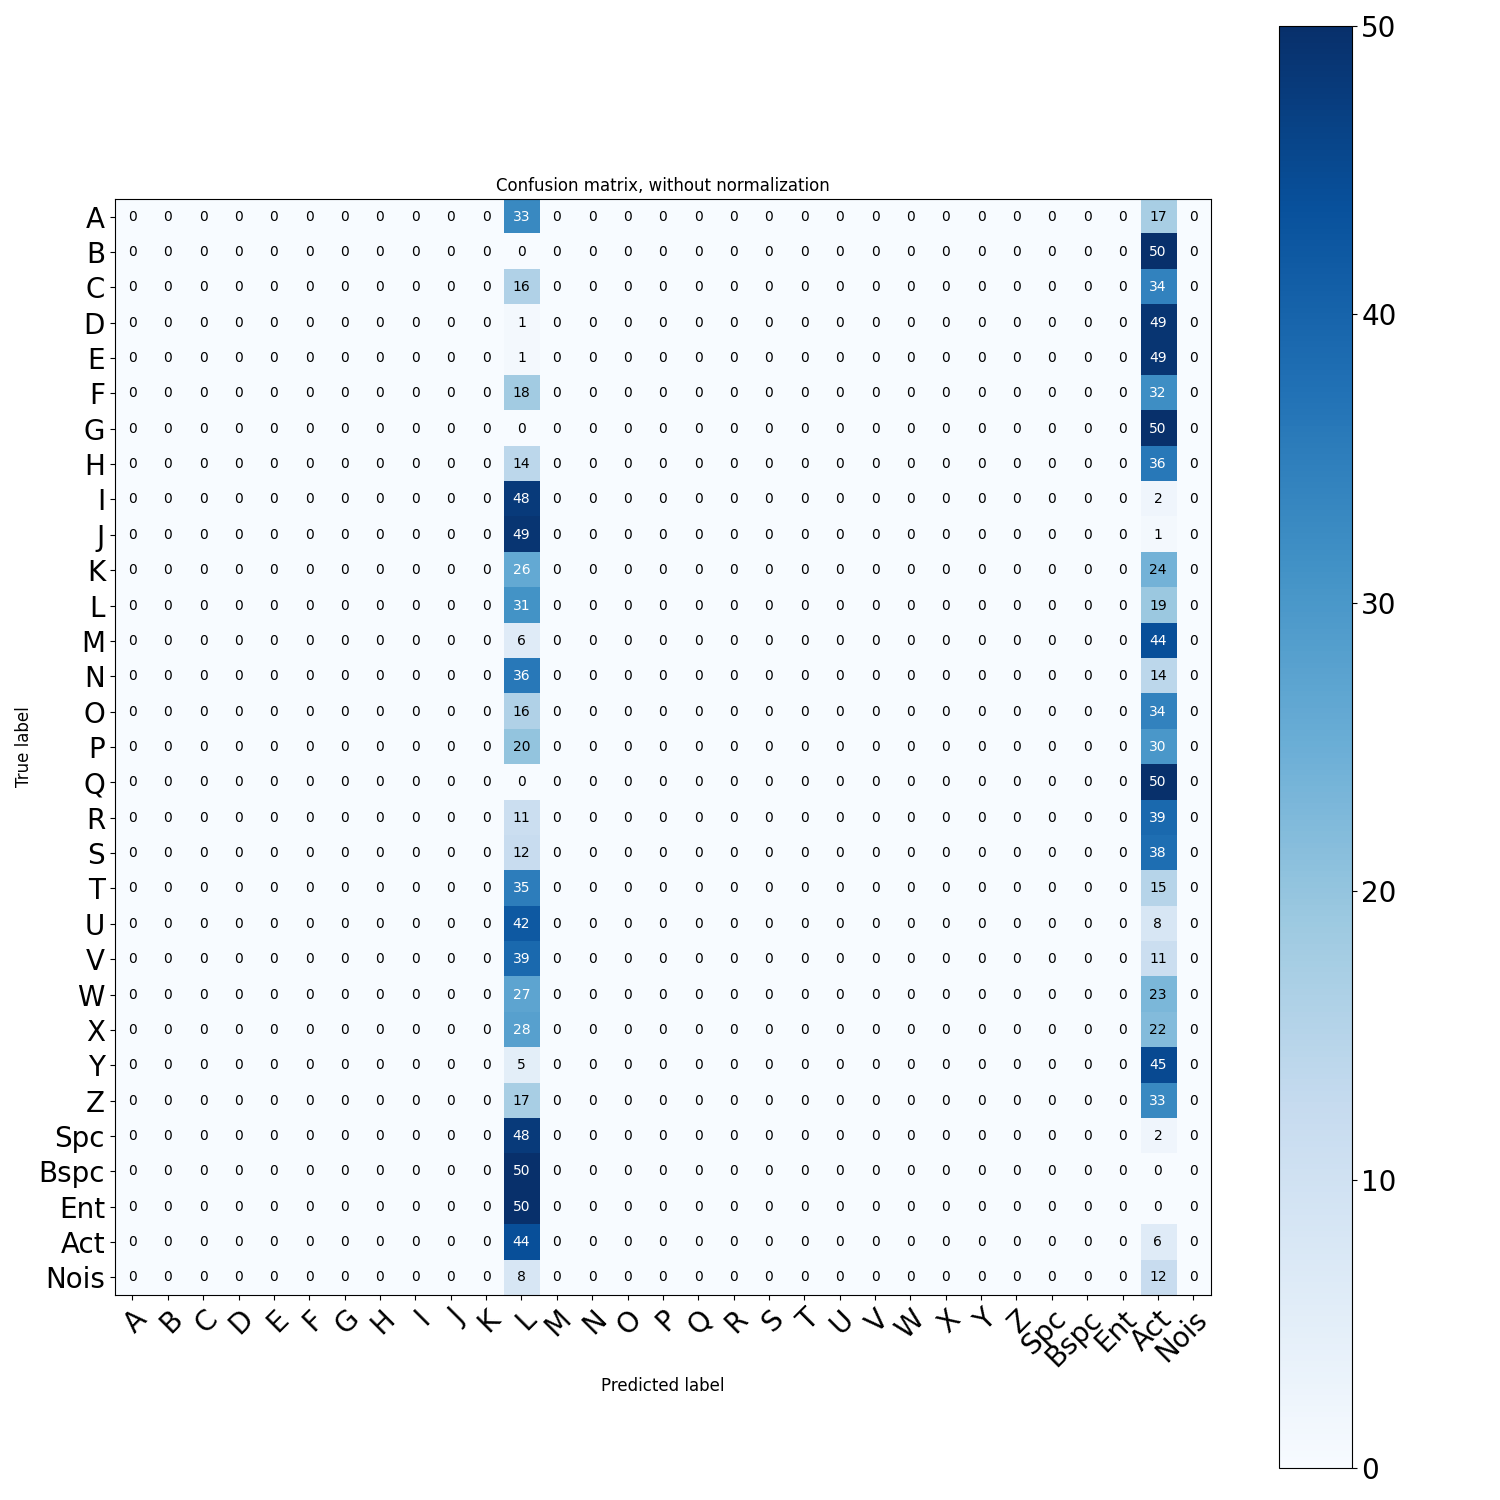 Confusion matrix, without normalization
A 0 0 0 0 0 0 0 0 0 0 0 33 0 0 0 0 0 0 0 0 0 0 0 0 0 0 0 0 0 17 0
B 0 0 0 0 0 0 0 0 0 0 0 0 0 0 0 0 0 0 0 0 0 0 0 0 0 0 0 0 0 50 0
C 0 0 0 0 0 0 0 0 0 0 0 16 0 0 0 0 0 0 0 0 0 0 0 0 0 0 0 0 0 34 0
D 0 0 0 0 0 0 0 0 0 0 0 1 0 0 0 0 0 0 0 0 0 0 0 0 0 0 0 0 0 49 0
E 0 0 0 0 0 0 0 0 0 0 0 1 0 0 0 0 0 0 0 0 0 0 0 0 0 0 0 0 0 49 0
F 0 0 0 0 0 0 0 0 0 0 0 18 0 0 0 0 0 0 0 0 0 0 0 0 0 0 0 0 0 32 0
G 0 0 0 0 0 0 0 0 0 0 0 0 0 0 0 0 0 0 0 0 0 0 0 0 0 0 0 0 0 50 0
H 0 0 0 0 0 0 0 0 0 0 0 14 0 0 0 0 0 0 0 0 0 0 0 0 0 0 0 0 0 36 0
I 0 0 0 0 0 0 0 0 0 0 0 48 0 0 0 0 0 0 0 0 0 0 0 0 0 0 0 0 0 2 0
J 0 0 0 0 0 0 0 0 0 0 0 49 0 0 0 0 0 0 0 0 0 0 0 0 0 0 0 0 0 1 0
K 0 0 0 0 0 0 0 0 0 0 0 26 0 0 0 0 0 0 0 0 0 0 0 0 0 0 0 0 0 24 0
L 0 0 0 0 0 0 0 0 0 0 0 31 0 0 0 0 0 0 0 0 0 0 0 0 0 0 0 0 0 19 0
M 0 0 0 0 0 0 0 0 0 0 0 6 0 0 0 0 0 0 0 0 0 0 0 0 0 0 0 0 0 44 0
N 0 0 0 0 0 0 0 0 0 0 0 36 0 0 0 0 0 0 0 0 0 0 0 0 0 0 0 0 0 14 0
O 0 0 0 0 0 0 0 0 0 0 0 16 0 0 0 0 0 0 0 0 0 0 0 0 0 0 0 0 0 34 0
P 0 0 0 0 0 0 0 0 0 0 0 20 0 0 0 0 0 0 0 0 0 0 0 0 0 0 0 0 0 30 0
Q 0 0 0 0 0 0 0 0 0 0 0 0 0 0 0 0 0 0 0 0 0 0 0 0 0 0 0 0 0 50 0
R 0 0 0 0 0 0 0 0 0 0 0 11 0 0 0 0 0 0 0 0 0 0 0 0 0 0 0 0 0 39 0
S 0 0 0 0 0 0 0 0 0 0 0 12 0 0 0 0 0 0 0 0 0 0 0 0 0 0 0 0 0 38 0
T 0 0 0 0 0 0 0 0 0 0 0 35 0 0 0 0 0 0 0 0 0 0 0 0 0 0 0 0 0 15 0
U 0 0 0 0 0 0 0 0 0 0 0 42 0 0 0 0 0 0 0 0 0 0 0 0 0 0 0 0 0 8 0
V 0 0 0 0 0 0 0 0 0 0 0 39 0 0 0 0 0 0 0 0 0 0 0 0 0 0 0 0 0 11 0
W 0 0 0 0 0 0 0 0 0 0 0 27 0 0 0 0 0 0 0 0 0 0 0 0 0 0 0 0 0 23 0
X 0 0 0 0 0 0 0 0 0 0 0 28 0 0 0 0 0 0 0 0 0 0 0 0 0 0 0 0 0 22 0
Y 0 0 0 0 0 0 0 0 0 0 0 5 0 0 0 0 0 0 0 0 0 0 0 0 0 0 0 0 0 45 0
Z 0 0 0 0 0 0 0 0 0 0 0 17 0 0 0 0 0 0 0 0 0 0 0 0 0 0 0 0 0 33 0
Spc 0 0 0 0 0 0 0 0 0 0 0 48 0 0 0 0 0 0 0 0 0 0 0 0 0 0 0 0 0 2 0
Bspc 0 0 0 0 0 0 0 0 0 0 0 50 0 0 0 0 0 0 0 0 0 0 0 0 0 0 0 0 0 0 0
Ent 0 0 0 0 0 0 0 0 0 0 0 50 0 0 0 0 0 0 0 0 0 0 0 0 0 0 0 0 0 0 0
Act 0 0 0 0 0 0 0 0 0 0 0 44 0 0 0 0 0 0 0 0 0 0 0 0 0 0 0 0 0 6 0
Nois 0 0 0 0 0 0 0 0 0 0 0 8 0 0 0 0 0 0 0 0 0 0 0 0 0 0 0 0 0 12 0
A B C D E F G H I J K L M N O P Q R S T U V W X Y Z Spc Bspc Ent Act Nois
True label
Predicted label
50
40
30
20
10
0